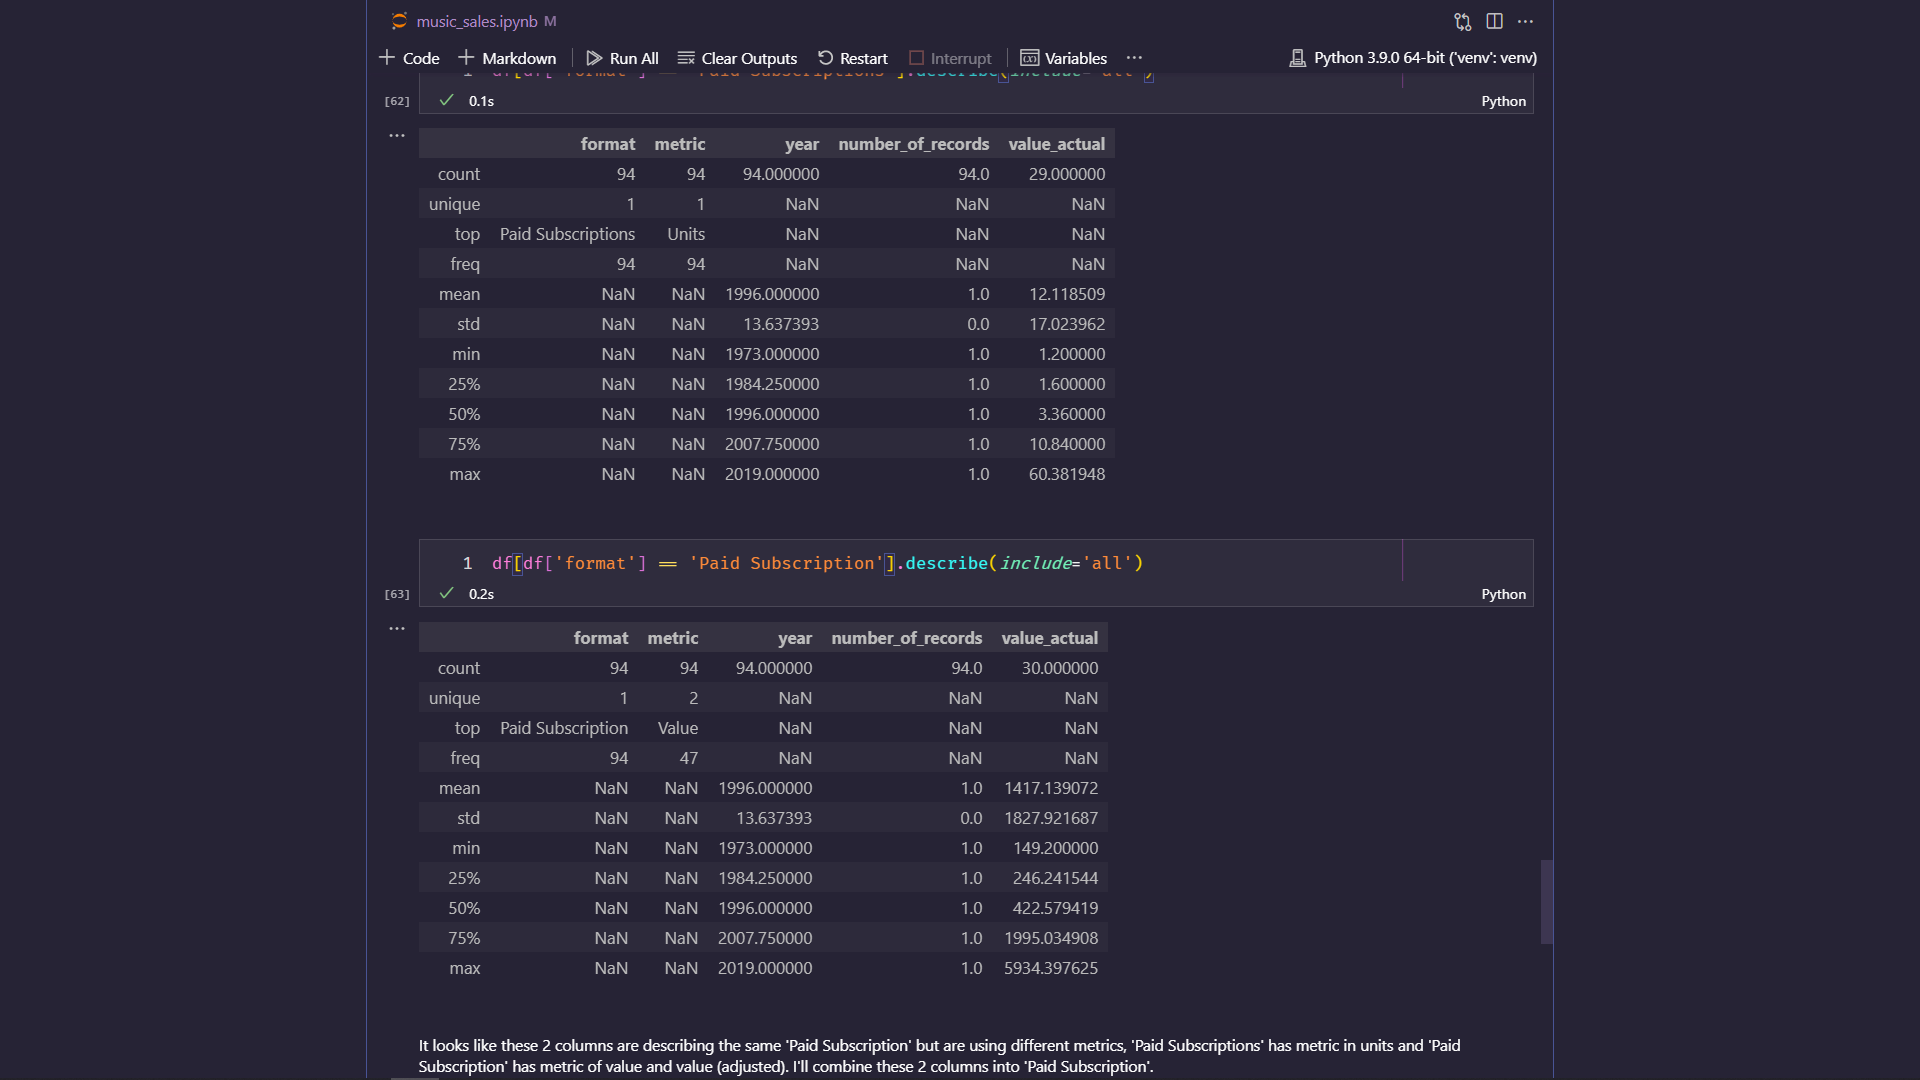 music_sales.ipynb M
Code Markdown Run All Clear Outputs Restart Interrupt Variables ··· Python 3.9.0 64-bit ('venv': venv)
1 df[df['format'] == 'Paid Subscriptions'].describe(include='all')
[62] 0.1s Python
format metric year number_of_records value_actual
count 94 94 94.000000 94.0 29.000000
unique 1 1 NaN NaN NaN
top Paid Subscriptions Units NaN NaN NaN
freq 94 94 NaN NaN NaN
mean NaN NaN 1996.000000 1.0 12.118509
std NaN NaN 13.637393 0.0 17.023962
min NaN NaN 1973.000000 1.0 1.200000
25% NaN NaN 1984.250000 1.0 1.600000
50% NaN NaN 1996.000000 1.0 3.360000
75% NaN NaN 2007.750000 1.0 10.840000
max NaN NaN 2019.000000 1.0 60.381948
1 df[df['format'] == 'Paid Subscription'].describe(include='all')
[63] 0.2s Python
format metric year number_of_records value_actual
count 94 94 94.000000 94.0 30.000000
unique 1 2 NaN NaN NaN
top Paid Subscription Value NaN NaN NaN
freq 94 47 NaN NaN NaN
mean NaN NaN 1996.000000 1.0 1417.139072
std NaN NaN 13.637393 0.0 1827.921687
min NaN NaN 1973.000000 1.0 149.200000
25% NaN NaN 1984.250000 1.0 246.241544
50% NaN NaN 1996.000000 1.0 422.579419
75% NaN NaN 2007.750000 1.0 1995.034908
max NaN NaN 2019.000000 1.0 5934.397625
It looks like these 2 columns are describing the same 'Paid Subscription' but are using different metrics, 'Paid Subscriptions' has metric in units and 'Paid
Subscription' has metric of value and value (adjusted). I'll combine these 2 columns into 'Paid Subscription'.